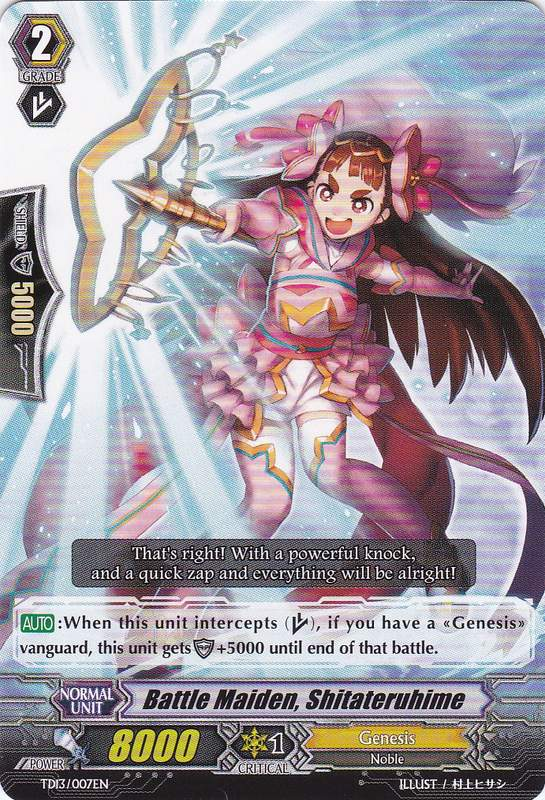 2
GRADE
SHIELD
5000
That's right! With a powerful knock,
and a quick zap and everything will be alright!
AUTO:When this unit intercepts ( ), if you have a «Genesis»
vanguard, this unit gets +5000 until end of that battle.
NORMAL
UNIT
Battle Maiden, Shitateruhime
POWER
8000
1
CRITICAL
Genesis
Noble
TD13/007EN
ILLUST / 村上ヒサシ